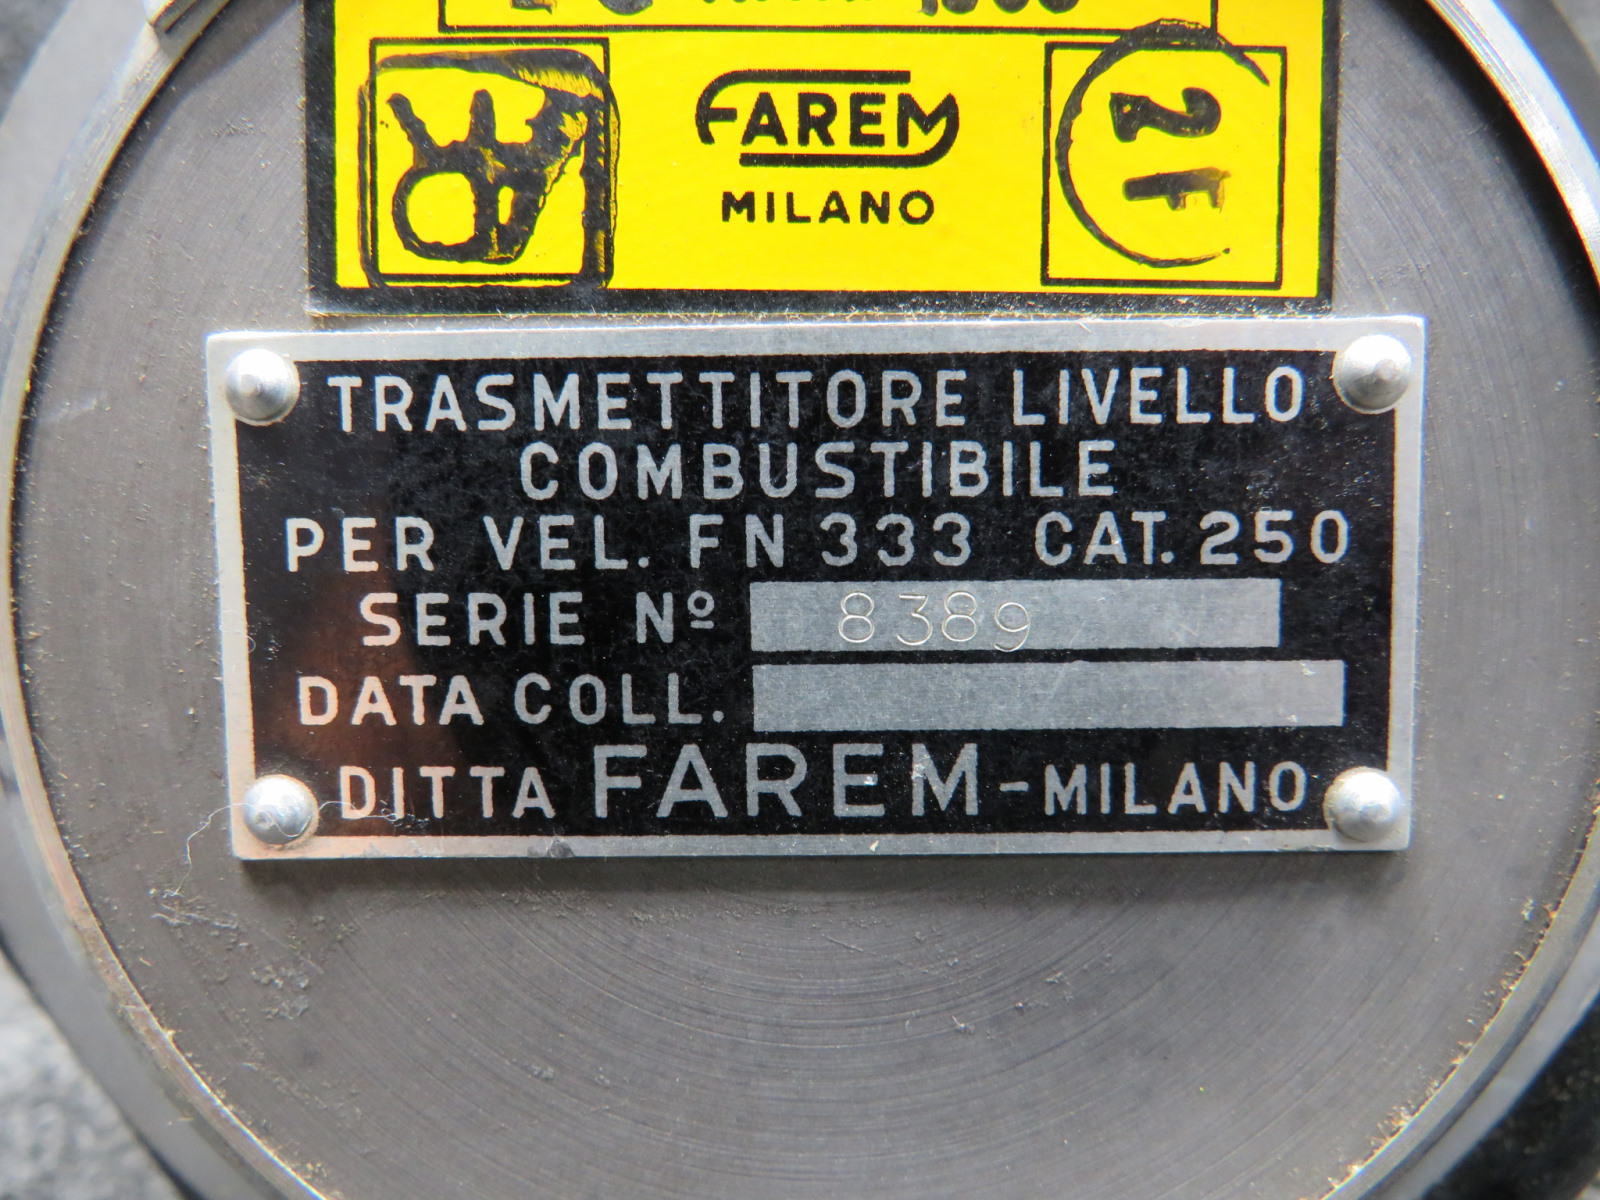 FAREM
MILANO
2F
TRASMETTITORE LIVELLO
COMBUSTIBILE
PER VEL. FN 333 CAT. 250
SERIE Nº 8389
DATA COLL.
DITTA FAREM-MILANO